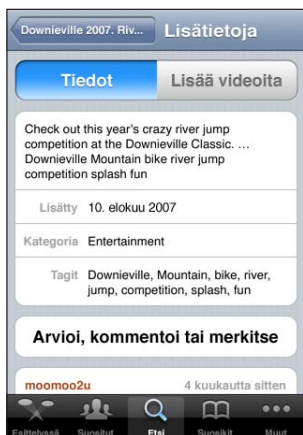 Downieville 2007. Riv... Lisätietoja
Tiedot Lisää videoita
Check out this year's crazy river jump
competition at the Downieville Classic. ...
Downieville Mountain bike river jump
competition splash fun
Lisätty 10. elokuu 2007
Kategoria Entertainment
Tagit Downieville, Mountain, bike, river,
jump, competition, splash, fun
Arvioi, kommentoi tai merkitse
moomoo2u 4 kuukautta sitten
Esittelyssä Suositut Etsi Suosikit Muut